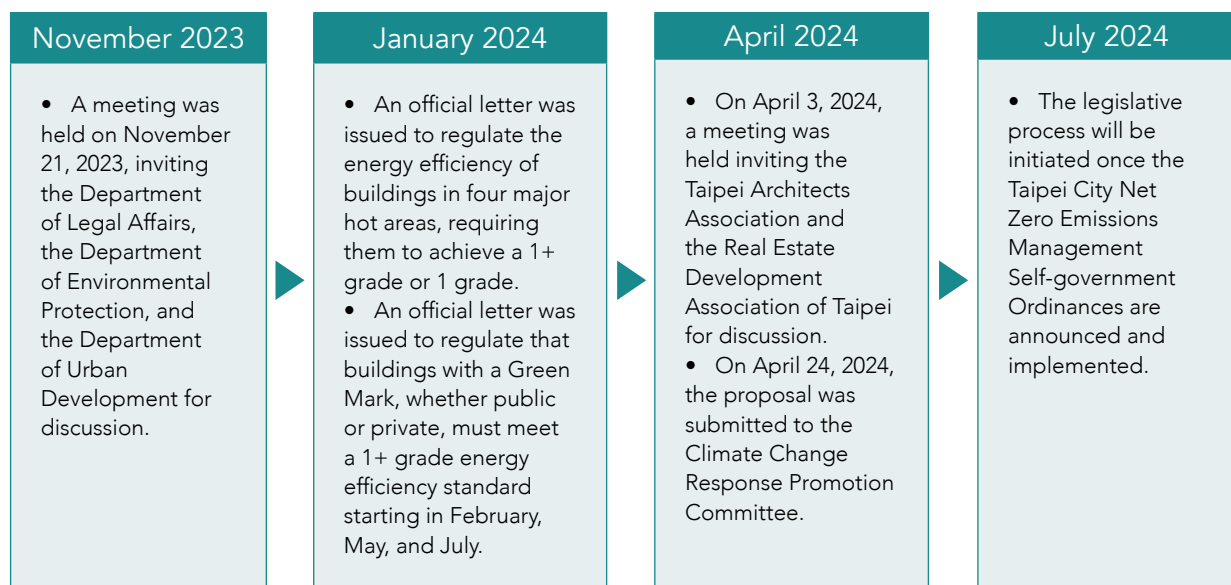 November 2023
• A meeting was
held on November
21, 2023, inviting
the Department
of Legal Affairs,
the Department
of Environmental
Protection, and
the Department
of Urban
Development for
discussion.
January 2024
• An official letter was
issued to regulate the
energy efficiency of
buildings in four major
hot areas, requiring
them to achieve a 1+
grade or 1 grade.
• An official letter was
issued to regulate that
buildings with a Green
Mark, whether public
or private, must meet
a 1+ grade energy
efficiency standard
starting in February,
May, and July.
April 2024
• On April 3, 2024,
a meeting was
held inviting the
Taipei Architects
Association and
the Real Estate
Development
Association of Taipei
for discussion.
• On April 24, 2024,
the proposal was
submitted to the
Climate Change
Response Promotion
Committee.
July 2024
• The legislative
process will be
initiated once the
Taipei City Net
Zero Emissions
Management
Self-government
Ordinances are
announced and
implemented.